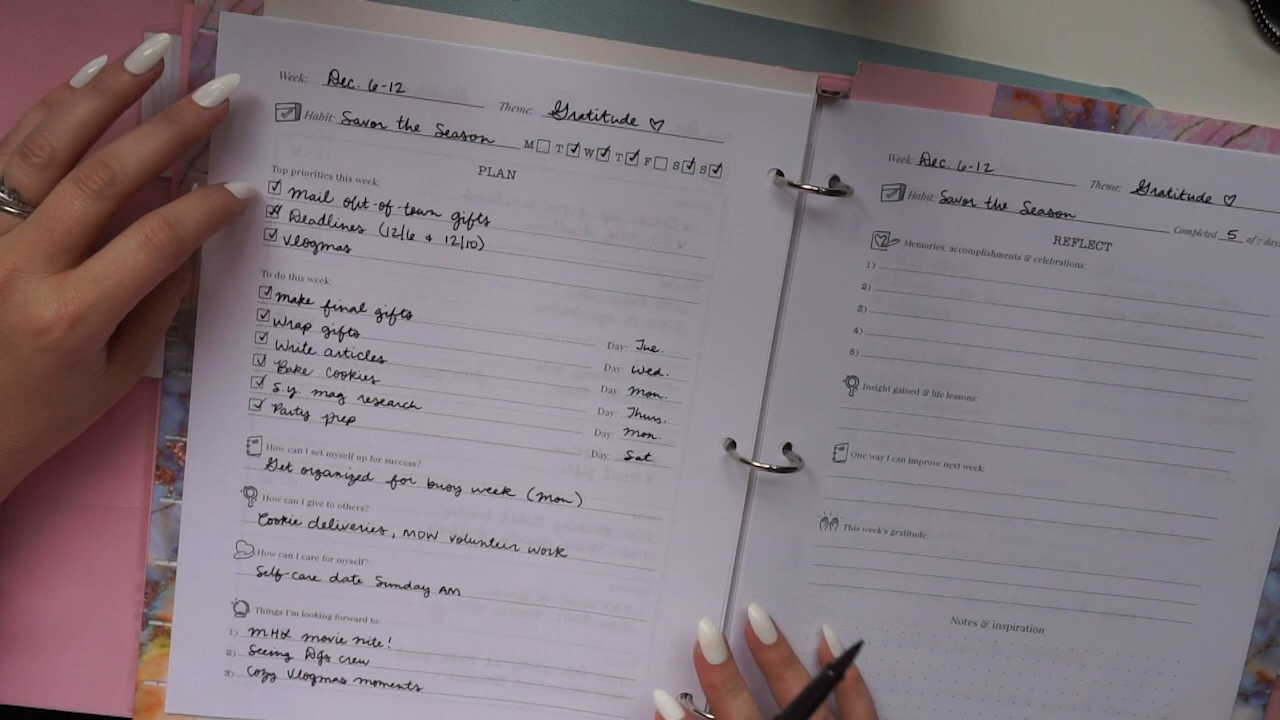 Week: Dec. 6-12 Theme: Gratitude ♡
Habit: Savor the Season M☐ T☑ W☑ T☑ F☐ S☑ S☑
PLAN
Top priorities this week:
☑ Mail out-of-town gifts
☑ Deadlines (12/6 & 12/10)
☑ Vlogmas
To do this week:
☑ Make final gifts Day: Tue.
☑ Wrap gifts Day: Wed.
☑ Write articles Day: Mon.
☑ Bake cookies Day: Thurs.
☑ S.Y. mag research Day: Mon.
☑ Party prep Day: Sat
How can I set myself up for success?
Get organized for busy week (Mon)
How can I give to others?
Cookie deliveries, MOW volunteer work
How can I care for myself?
Self-care date Sunday AM
Things I'm looking forward to:
1) movie nite!
2) Seeing crew
3) Cozy Vlogmas moments
Week: Dec. 6-12 Theme: Gratitude ♡
Habit: Savor the Season Completed 5 of 7 days
REFLECT
Memories, accomplishments & celebrations:
1)
2)
3)
4)
5)
Insight gained & life lessons:
One way I can improve next week:
This week's gratitude:
Notes & inspiration